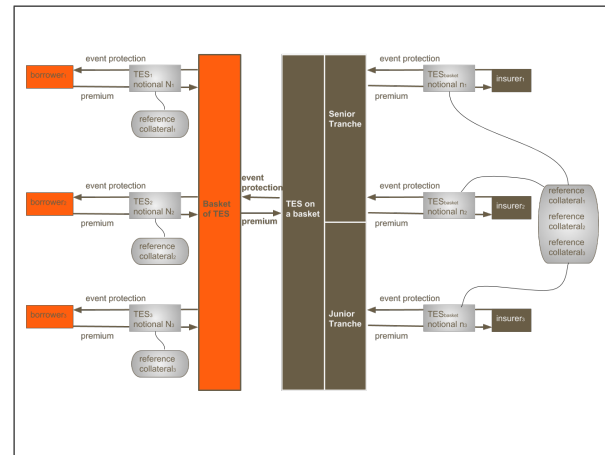 event protection
borrower₁
TES₁
notional N₁
premium
reference
collateral₁
event protection
borrower₂
TES₂
notional N₂
premium
reference
collateral₂
event protection
borrower₃
TES₃
notional N₃
premium
reference
collateral₃
Basket
of TES
event
protection
premium
TES on
a basket
Senior
Tranche
Junior
Tranche
event protection
TESbasket
notional n₁
insurer₁
premium
event protection
TESbasket
notional n₂
insurer₂
premium
event protection
TESbasket
notional n₃
insurer₃
premium
reference
collateral₁
reference
collateral₂
reference
collateral₃